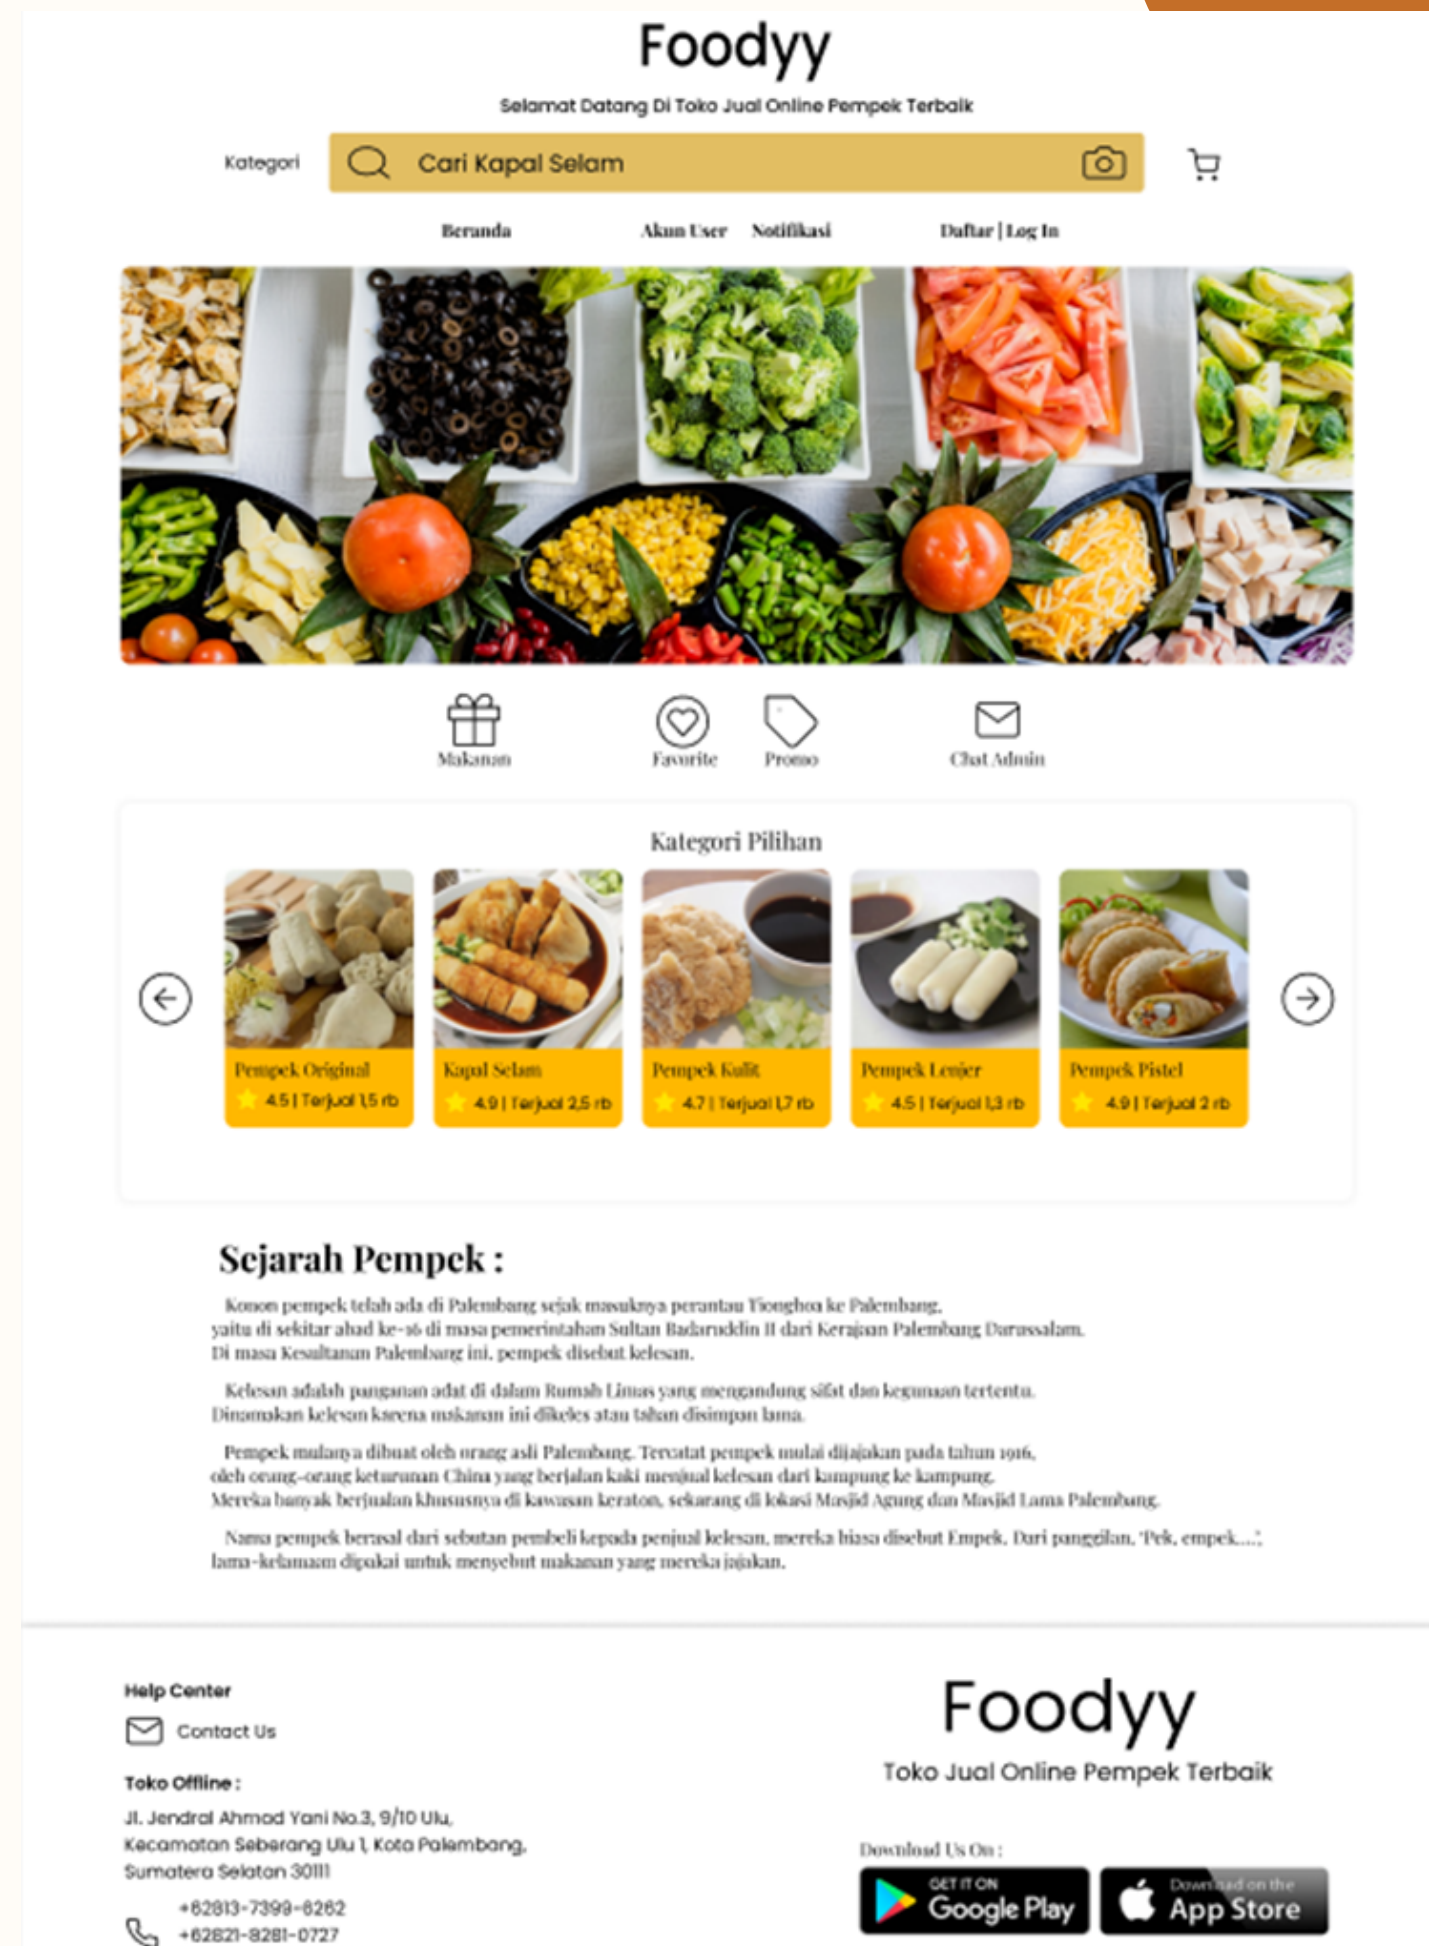 Foodyy
Selamat Datang Di Toko Jual Online Pempek Terbaik
Kategori
Cari Kapal Selam
Beranda Akun User Notifikasi Daftar | Log In
Makanan Favorite Promo Chat Admin
Kategori Pilihan
Pempek Original Kapal Selam Pempek Kulit Pempek Lenjer Pempek Pistel
4.5 | Terjual 1,5 rb 4.9 | Terjual 2,5 rb 4.7 | Terjual 1,7 rb 4.5 | Terjual 1,3 rb 4.9 | Terjual 2 rb
Sejarah Pempek :
Konon pempek telah ada di Palembang sejak masuknya perantau Tionghoa ke Palembang,
yaitu di sekitar abad ke-16 di masa pemerintahan Sultan Badaruddin II dari Kerajaan Palembang Darussalam.
Di masa Kesultanan Palembang ini, pempek disebut kelesan.
Kelesan adalah panganan adat di dalam Rumah Limas yang mengandung sifat dan kegunaan tertentu.
Dinamakan kelesan karena makanan ini dikeles atau tahan disimpan lama.
Pempek mulanya dibuat oleh orang asli Palembang. Tercatat pempek mulai dijajakan pada tahun 1916,
oleh orang-orang keturunan China yang berjalan kaki menjual kelesan dari kampung ke kampung.
Mereka banyak berjualan khususnya di kawasan keraton, sekarang di lokasi Masjid Agung dan Masjid Lama Palembang.
Nama pempek berasal dari sebutan pembeli kepada penjual kelesan, mereka biasa disebut Empek. Dari panggilan, "Pek, empek....",
lama-kelamaan dipakai untuk menyebut makanan yang mereka jajakan.
Help Center
Contact Us
Toko Offline :
Jl. Jendral Ahmad Yani No.3, 9/10 Ulu,
Kecamatan Seberang Ulu 1, Kota Palembang,
Sumatera Selatan 30111
+62813-7399-6262
+62821-8281-0727
Foodyy
Toko Jual Online Pempek Terbaik
Download Us On :
GET IT ON
Google Play
Download on the
App Store